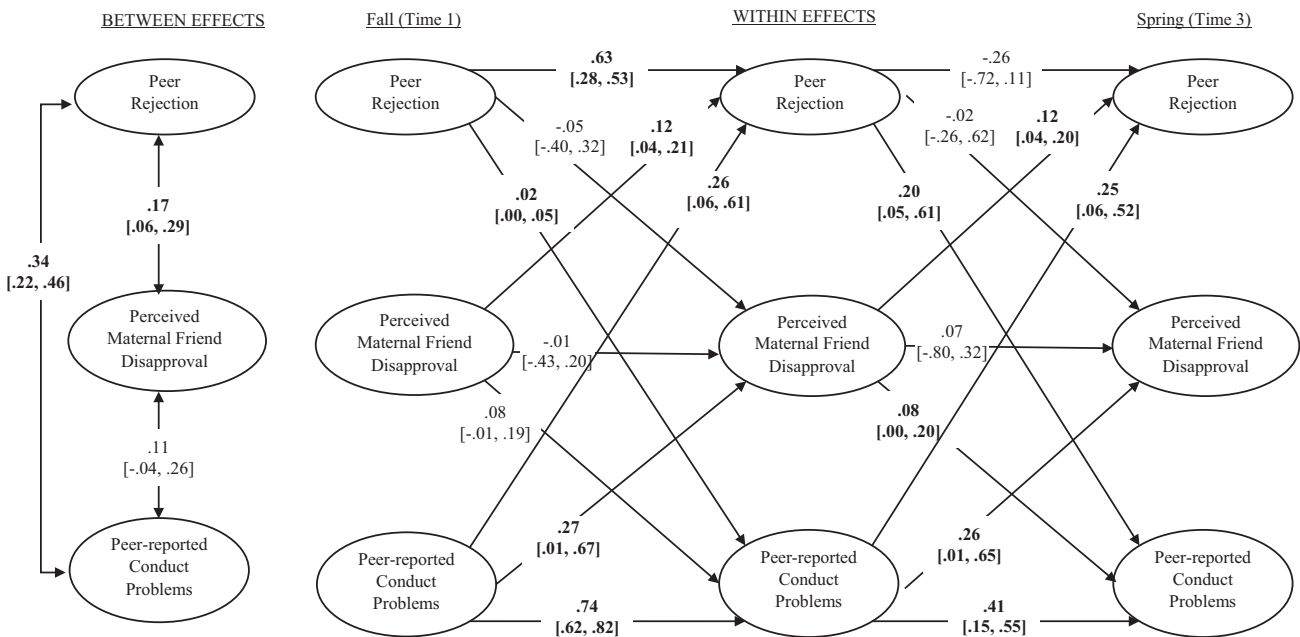 BETWEEN EFFECTS
Fall (Time 1)
WITHIN EFFECTS
Spring (Time 3)
Peer
Rejection
Peer
Rejection
Peer
Rejection
Peer
Rejection
.63
[.28, .53]
-.26
[-.72, .11]
-.05
[-.40, .32]
.12
[.04, .21]
-.02
[-.26, .62]
.12
[.04, .20]
.17
[.06, .29]
.02
[.00, .05]
.26
[.06, .61]
.20
[.05, .61]
.25
[.06, .52]
.34
[.22, .46]
Perceived
Maternal Friend
Disapproval
Perceived
Maternal Friend
Disapproval
Perceived
Maternal Friend
Disapproval
Perceived
Maternal Friend
Disapproval
-.01
[-.43, .20]
.07
[-.80, .32]
.11
[-.04, .26]
.08
[-.01, .19]
.08
[.00, .20]
.27
[.01, .67]
.26
[.01, .65]
Peer-reported
Conduct
Problems
Peer-reported
Conduct
Problems
Peer-reported
Conduct
Problems
Peer-reported
Conduct
Problems
.74
[.62, .82]
.41
[.15, .55]